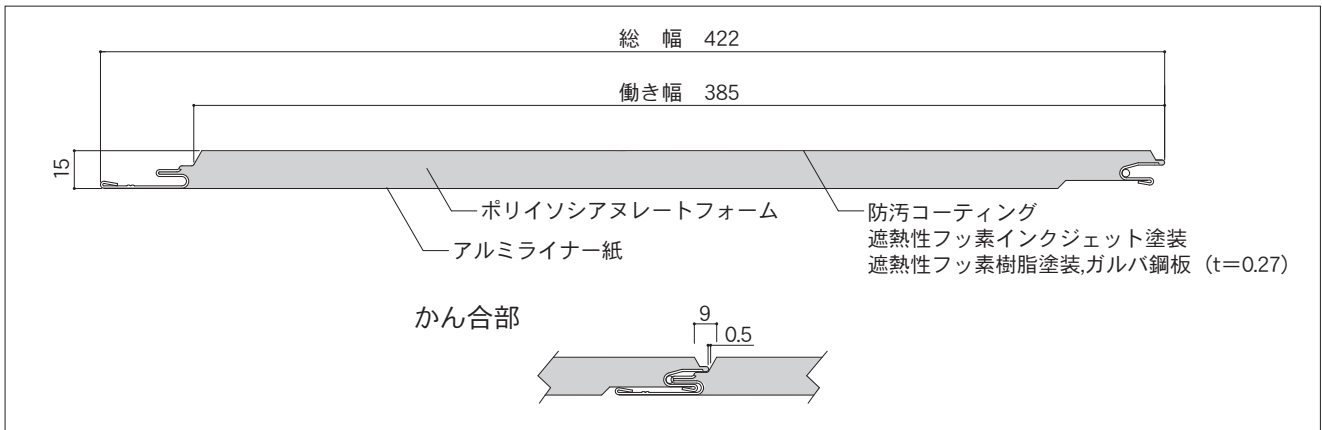 総 幅 422
働き幅 385
15
ポリイソシアヌレートフォーム
アルミライナー紙
防汚コーティング
遮熱性フッ素インクジェット塗装
遮熱性フッ素樹脂塗装,ガルバ鋼板（t＝0.27）
かん合部
9
0.5